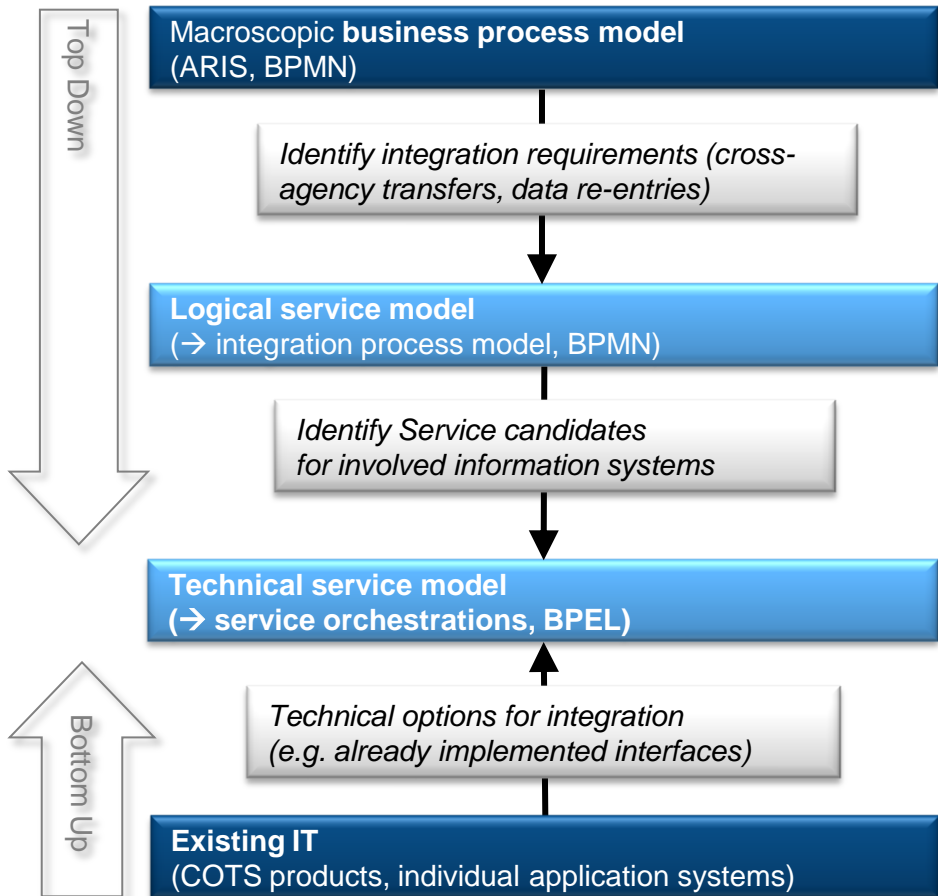 Top Down
Macroscopic business process model
(ARIS, BPMN)
Identify integration requirements (cross-
agency transfers, data re-entries)
Logical service model
(→ integration process model, BPMN)
Identify Service candidates
for involved information systems
Technical service model
(→ service orchestrations, BPEL)
Bottom Up
Technical options for integration
(e.g. already implemented interfaces)
Existing IT
(COTS products, individual application systems)